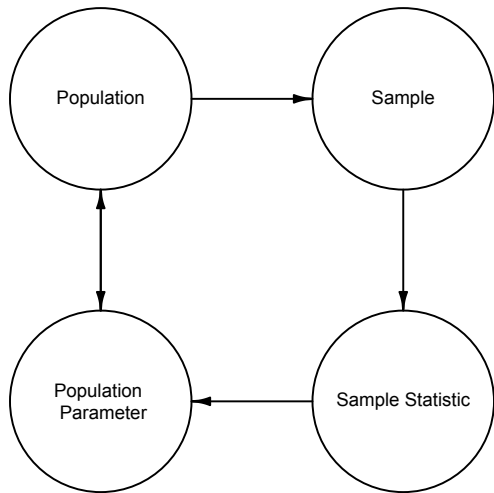 Population
Sample
Population
Parameter
Sample Statistic